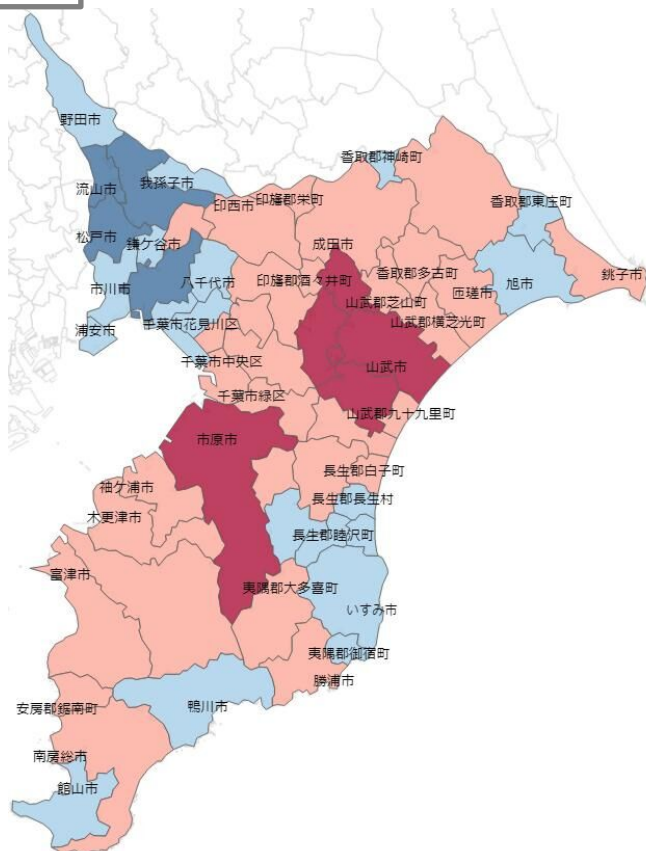 野田市
香取郡神崎町
我孫子市
流山市
香取郡東庄町
印西市
印旛郡栄町
松戸市
鎌ケ谷市
成田市
香取郡多古町
銚子市
市川市
八千代市
印旛郡酒々井町
旭市
匝瑳市
山武郡芝山町
浦安市
千葉市花見川区
山武郡横芝光町
千葉市中央区
山武市
千葉市緑区
山武郡九十九里町
市原市
長生郡白子町
袖ケ浦市
長生郡長生村
木更津市
長生郡睦沢町
富津市
夷隅郡大多喜町
いすみ市
夷隅郡御宿町
勝浦市
鴨川市
安房郡鋸南町
南房総市
館山市